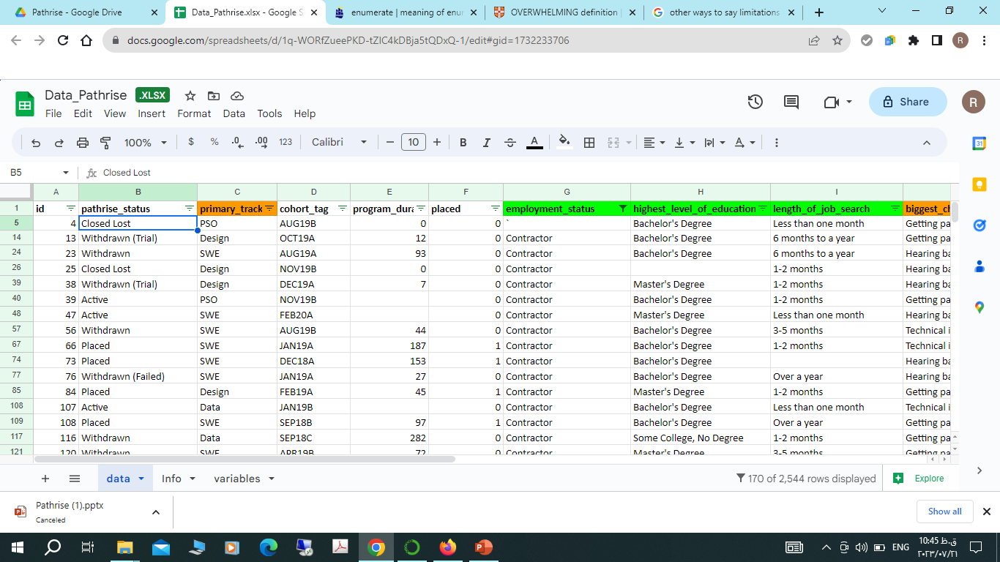 Pathrise - Google Drive
Data_Pathrise.xlsx - Google S
enumerate | meaning of enur
OVERWHELMING definition |
other ways to say limitations
docs.google.com/spreadsheets/d/1q-WORfZueePKD-tZIC4kDBja5tQDxQ-1/edit#gid=1732233706
R
Data_Pathrise .XLSX
File Edit View Insert Format Data Tools Help
Share
R
100% $ % .0 .00 123 Calibri 10 B I S A
31
B5 fx Closed Lost
A B C D E F G H I
1 id pathrise_status primary_track cohort_tag program_dura placed employment_status highest_level_of_education length_of_job_search biggest_ch
5 4 Closed Lost PSO AUG19B 0 0 ` Bachelor's Degree Less than one month Getting pa
14 13 Withdrawn (Trial) Design OCT19A 12 0 Contractor Bachelor's Degree 6 months to a year Getting pa
24 23 Withdrawn SWE AUG19A 93 0 Contractor Bachelor's Degree 6 months to a year Hearing ba
26 25 Closed Lost Design NOV19B 0 0 Contractor 1-2 months Hearing ba
39 38 Withdrawn (Trial) Design DEC19A 7 0 Contractor Master's Degree 1-2 months Hearing ba
40 39 Active PSO NOV19B 0 Contractor Bachelor's Degree 1-2 months Getting pa
48 47 Active SWE FEB20A 0 Contractor Master's Degree Less than one month Hearing ba
57 56 Withdrawn SWE AUG19B 44 0 Contractor Bachelor's Degree 3-5 months Technical i
67 66 Placed SWE JAN19A 187 1 Contractor Bachelor's Degree 1-2 months Technical i
74 73 Placed SWE DEC18A 153 1 Contractor Bachelor's Degree Hearing ba
77 76 Withdrawn (Failed) SWE JAN19A 27 0 Contractor Bachelor's Degree Over a year Hearing ba
85 84 Placed Design FEB19A 45 1 Contractor Master's Degree 1-2 months Getting pa
108 107 Active Data JAN19B 0 Contractor Bachelor's Degree Less than one month Technical i
109 108 Placed SWE SEP18B 97 1 Contractor Bachelor's Degree Over a year Getting pa
117 116 Withdrawn Data SEP18C 282 0 Contractor Some College, No Degree 1-2 months Getting pa
121 120 Withdrawn SWE APR19B 72 0 Contractor Master's Degree 3-5 months Getting pa
data Info variables 170 of 2,544 rows displayed Explore
Pathrise (1).pptx
Canceled
Show all
ENG
10:45 ق.ظ
٢٠٢٣/٠٧/٢١